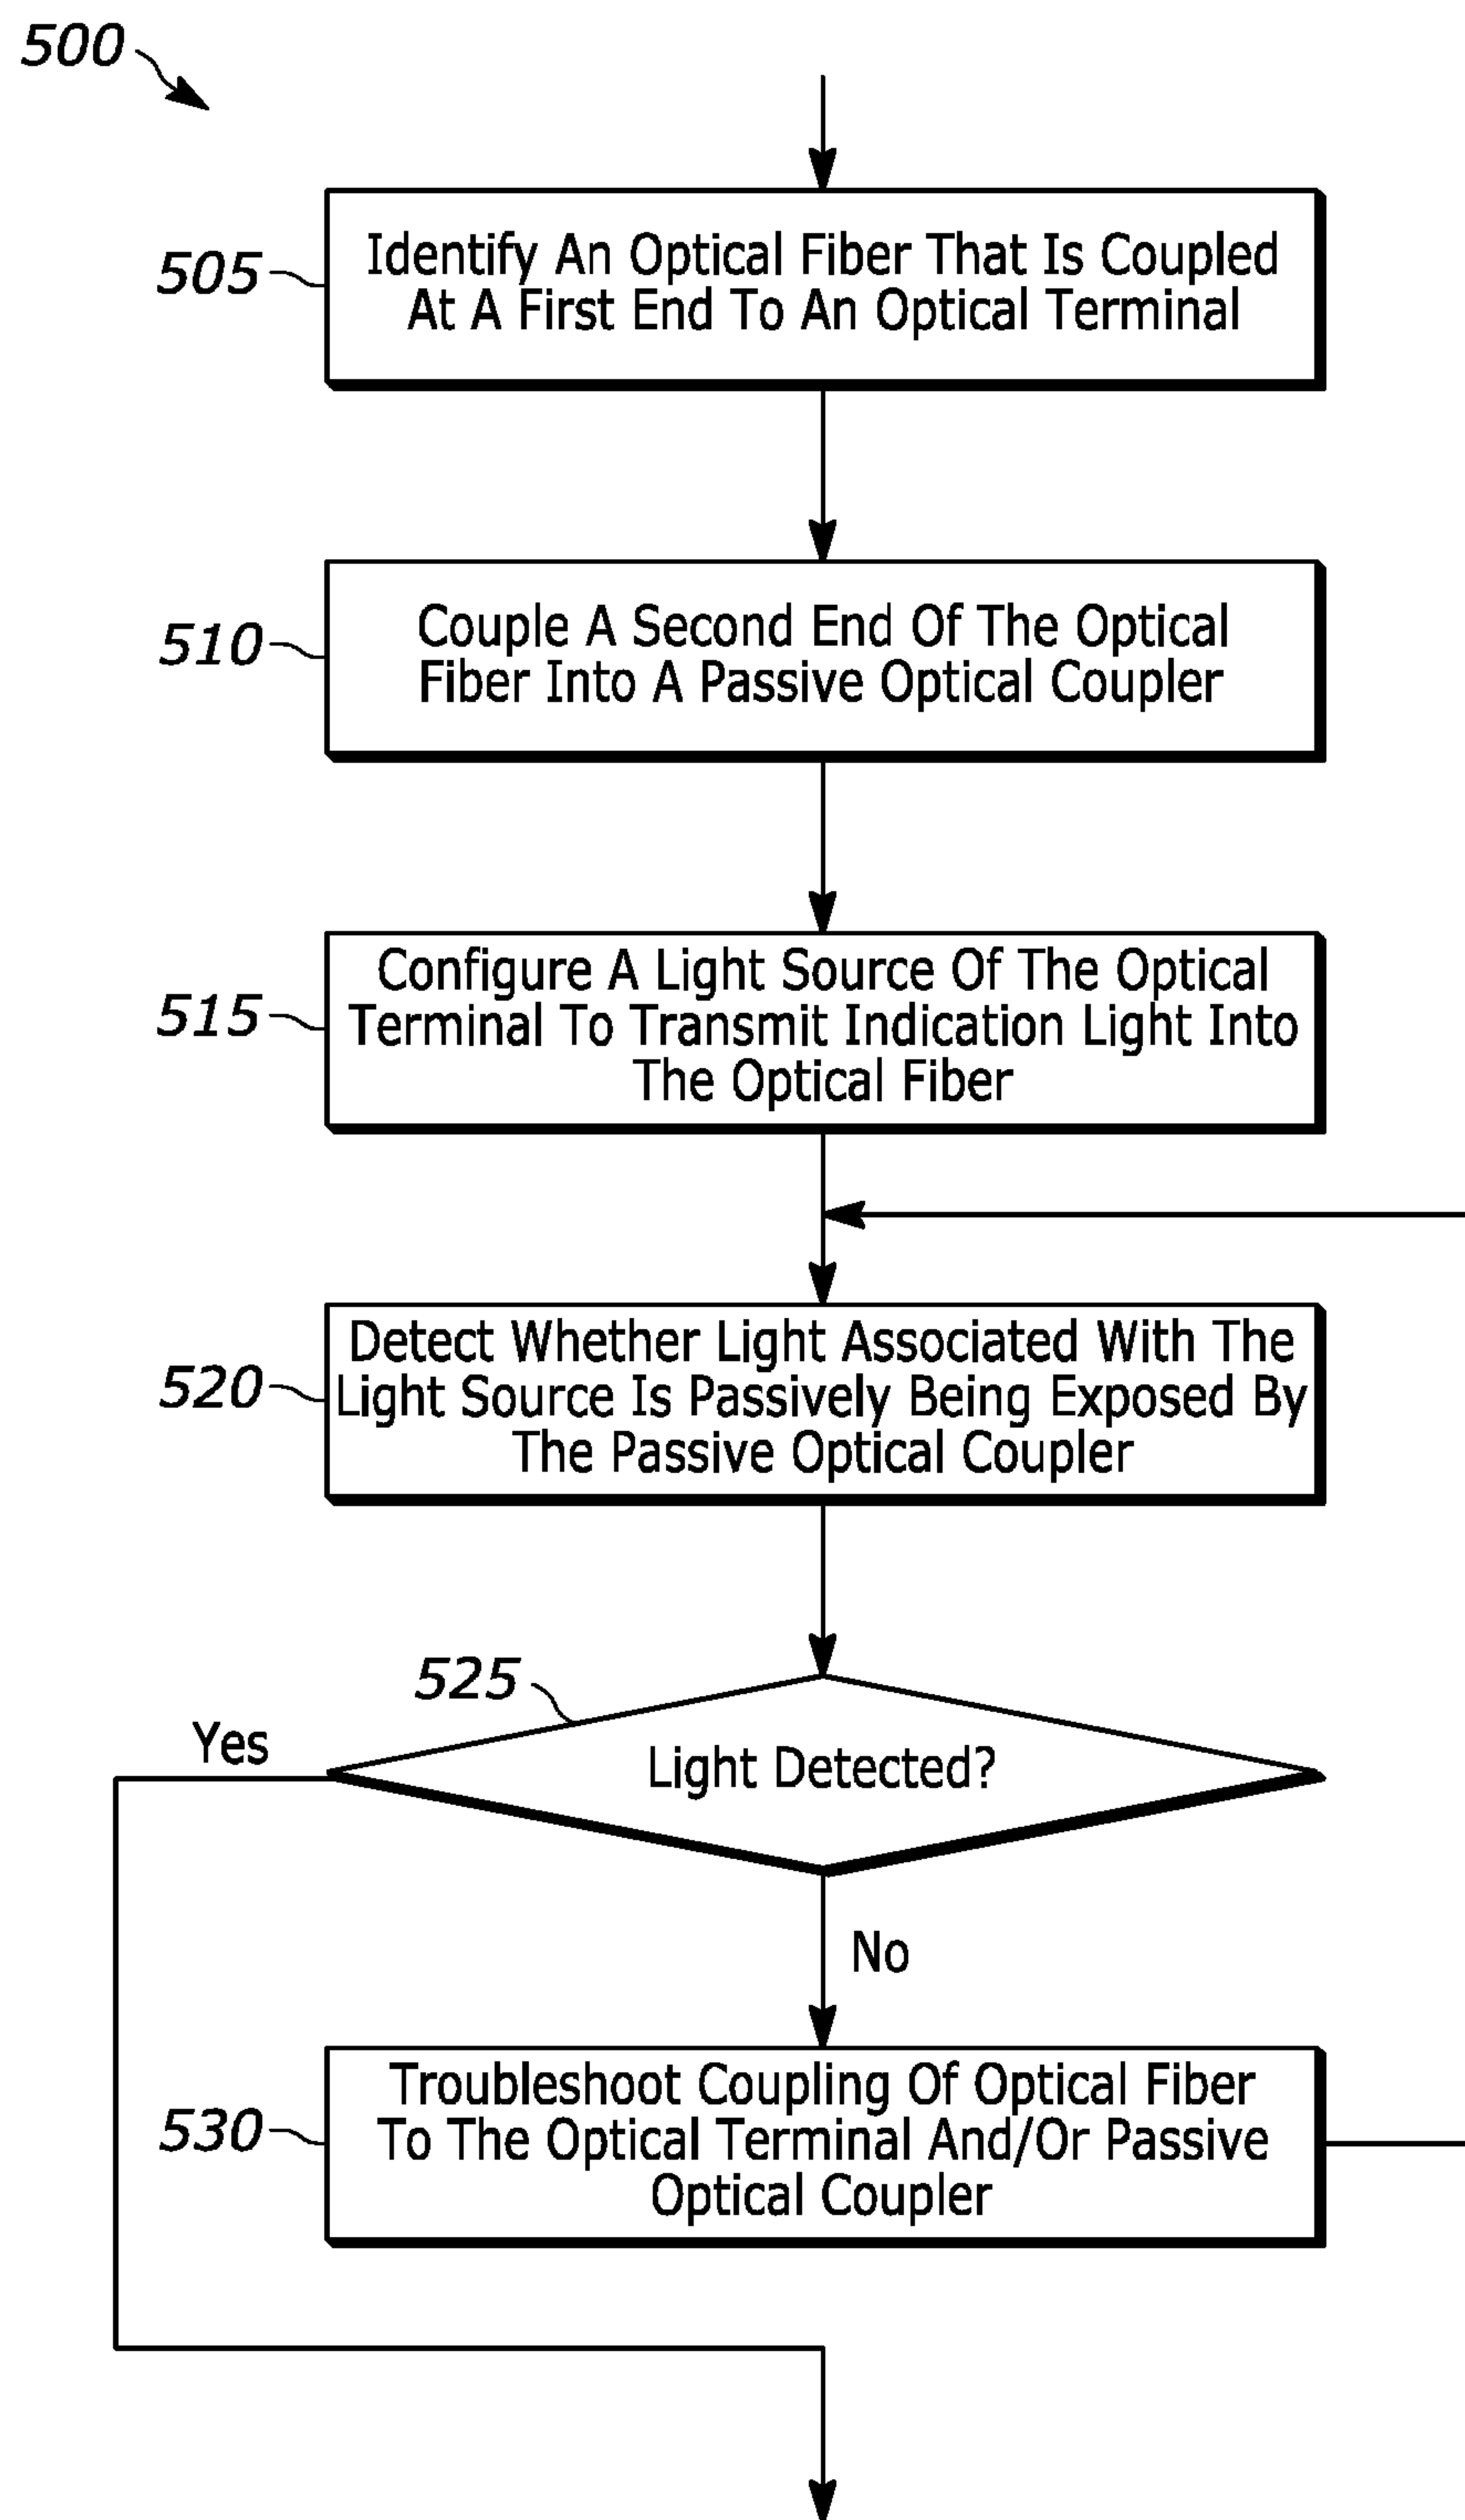 500
505
Identify An Optical Fiber That Is Coupled
At A First End To An Optical Terminal
510
Couple A Second End Of The Optical
Fiber Into A Passive Optical Coupler
515
Configure A Light Source Of The Optical
Terminal To Transmit Indication Light Into
The Optical Fiber
520
Detect Whether Light Associated With The
Light Source Is Passively Being Exposed By
The Passive Optical Coupler
525
Yes
Light Detected?
No
530
Troubleshoot Coupling Of Optical Fiber
To The Optical Terminal And/Or Passive
Optical Coupler